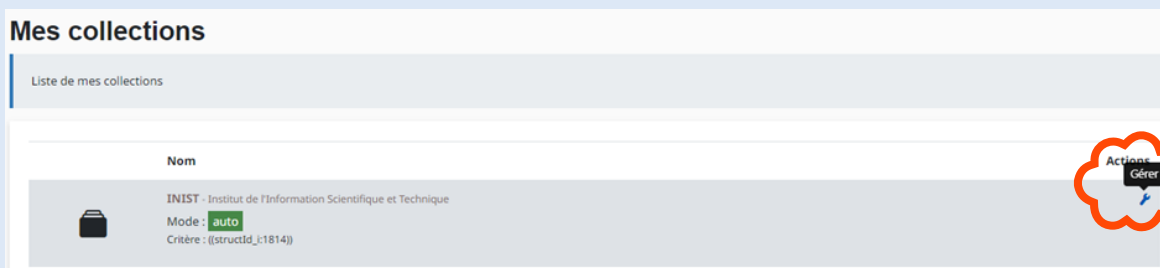 Mes collections
Liste de mes collections
Nom
Actions
Gérer
INIST - Institut de l'Information Scientifique et Technique
Mode : auto
Critère : ((structId_i:1814))